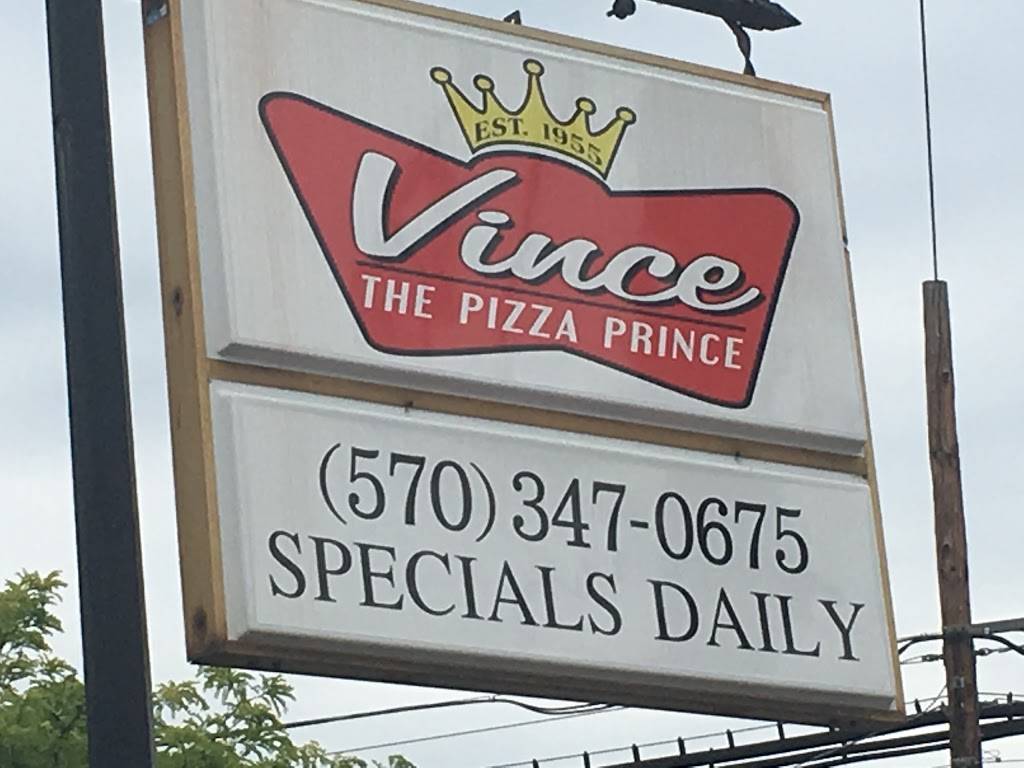 EST. 1955
Vince
THE PIZZA PRINCE
(570) 347-0675
SPECIALS DAILY